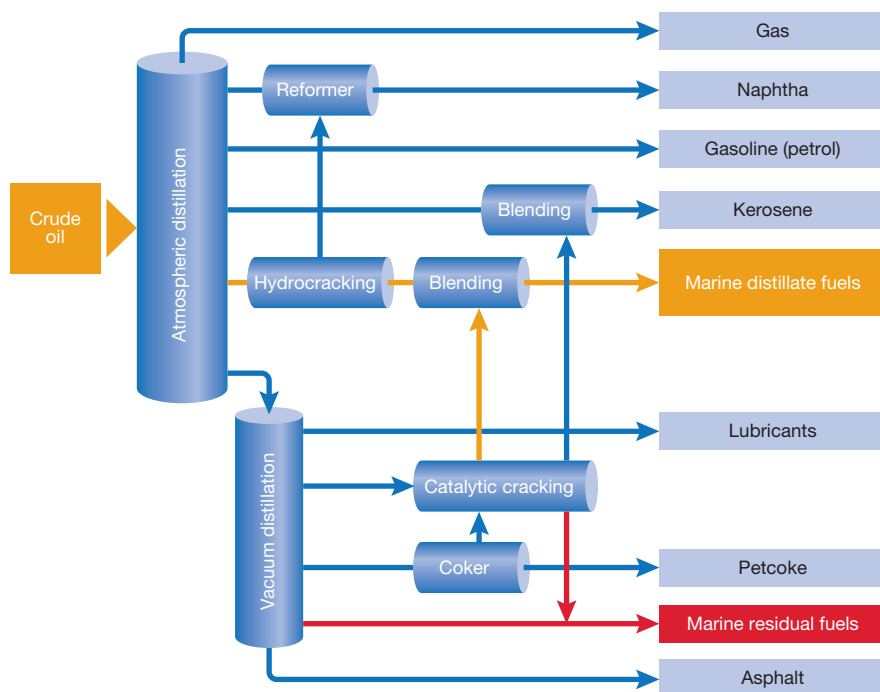 Gas
Reformer
Naphtha
Gasoline (petrol)
Crude
oil
Atmospheric distillation
Blending
Kerosene
Hydrocracking
Blending
Marine distillate fuels
Vacuum distillation
Lubricants
Catalytic cracking
Coker
Petcoke
Marine residual fuels
Asphalt